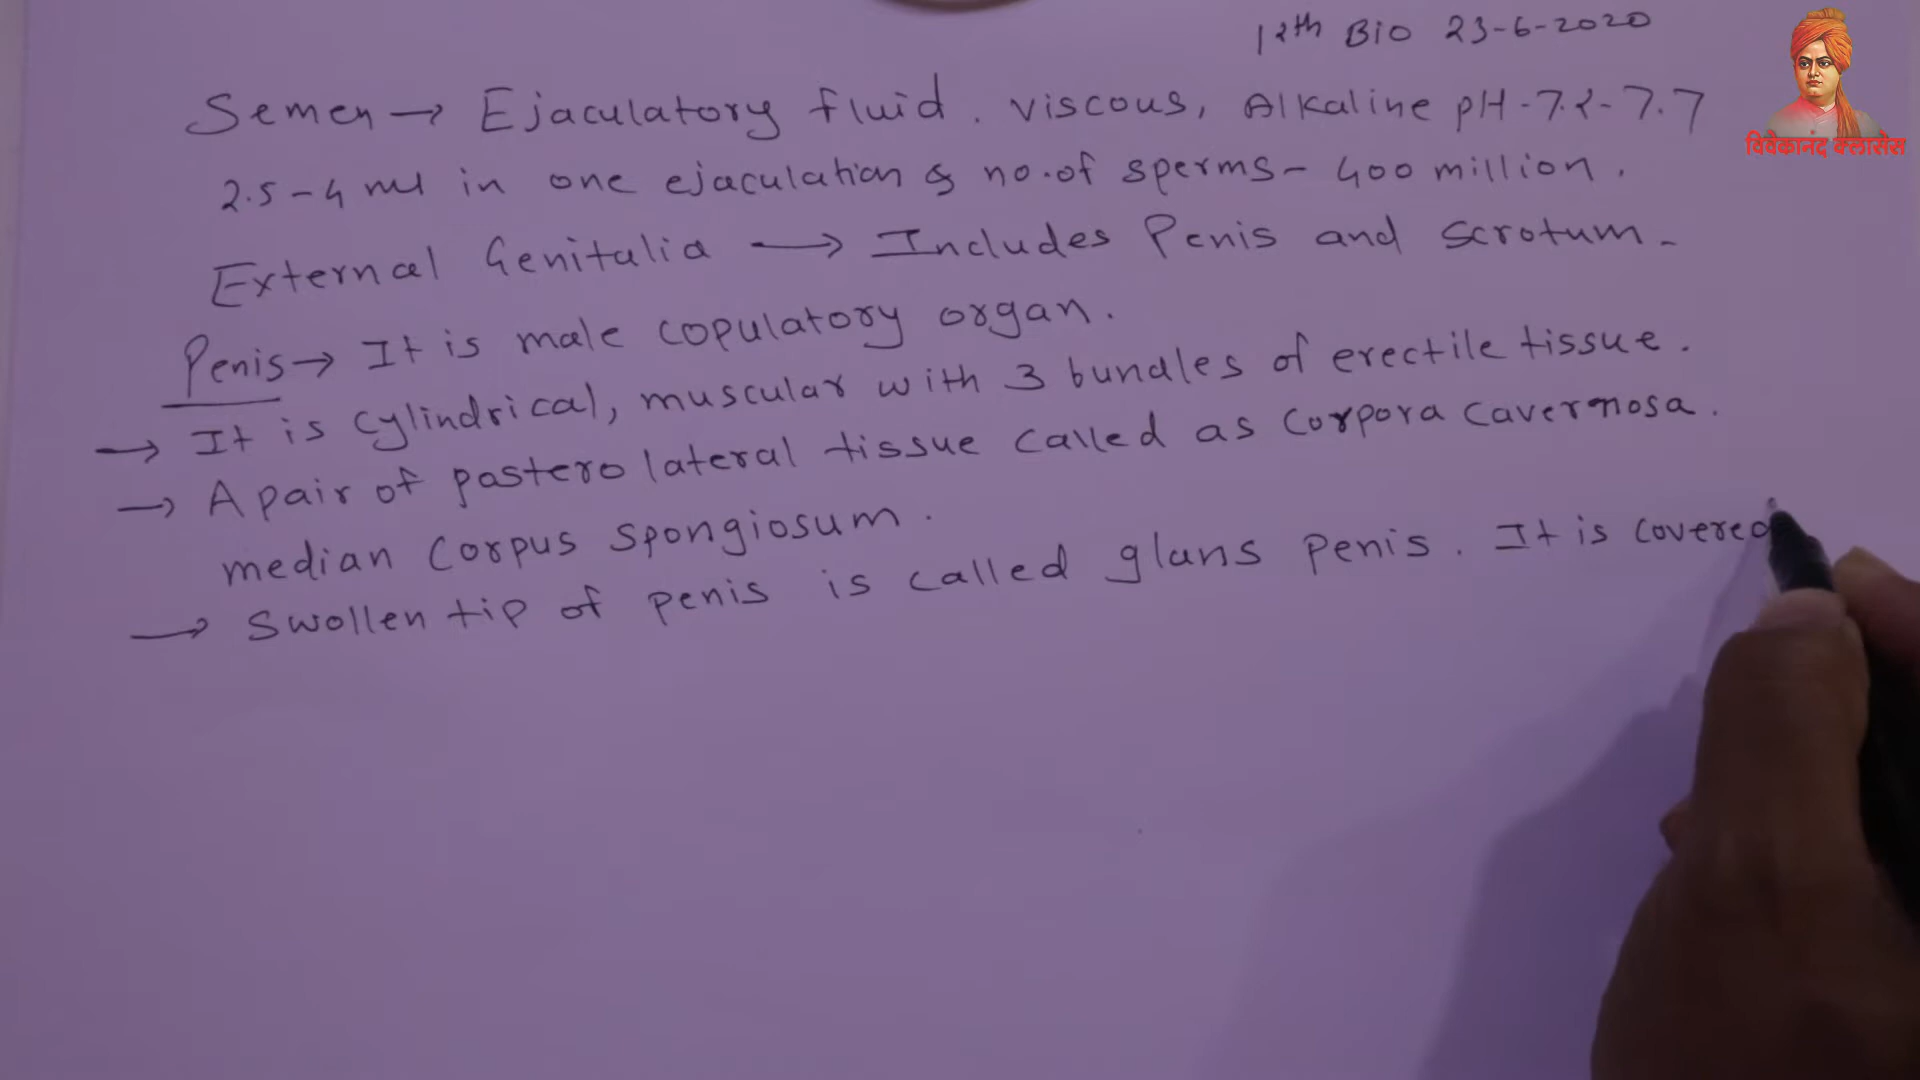 12th Bio 23-6-2020
विवेकानंद क्लासेस
Semen → Ejaculatory fluid. viscous, Alkaline pH-7.2-7.7
2.5-4 ml in one ejaculation & no.of sperms- 400 million.
External Genitalia → Includes Penis and scrotum-
Penis → It is male copulatory organ.
→ It is cylindrical, muscular with 3 bundles of erectile tissue.
→ A pair of postero lateral tissue called as corpora cavernosa.
median corpus spongiosum.
→ Swollen tip of penis is called glans penis. It is covered